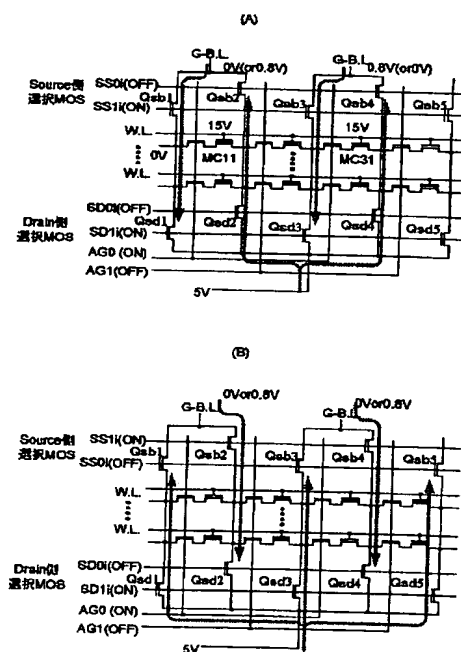 (A)
G-B.L.
0V(or0.8V)
G-B.L.
0.8V(or0V)
Source側
選択MOS
SS0i(OFF)
SS1i(ON)
Qsb1
Qsb2
Qsb3
Qsb4
Qsb5
W.L.
15V
15V
0V
MC11
MC31
W.L.
Drain側
選択MOS
SD0i(OFF)
SD1i(ON)
Qsd1
Qsd2
Qsd3
Qsd4
Qsd5
AG0 (ON)
AG1(OFF)
5V
(B)
0Vor0.8V
0Vor0.8V
G-B.L.
Source側
選択MOS
SS1i(ON)
SS0i(OFF)
Qsb1
Qsb2
Qsb3
Qsb4
W.L.
W.L.
Drain側
選択MOS
SD0i(OFF)
SD1i(ON)
Qsd2
Qsd3
Qsd4
Qsd5
AG0 (ON)
AG1(OFF)
5V